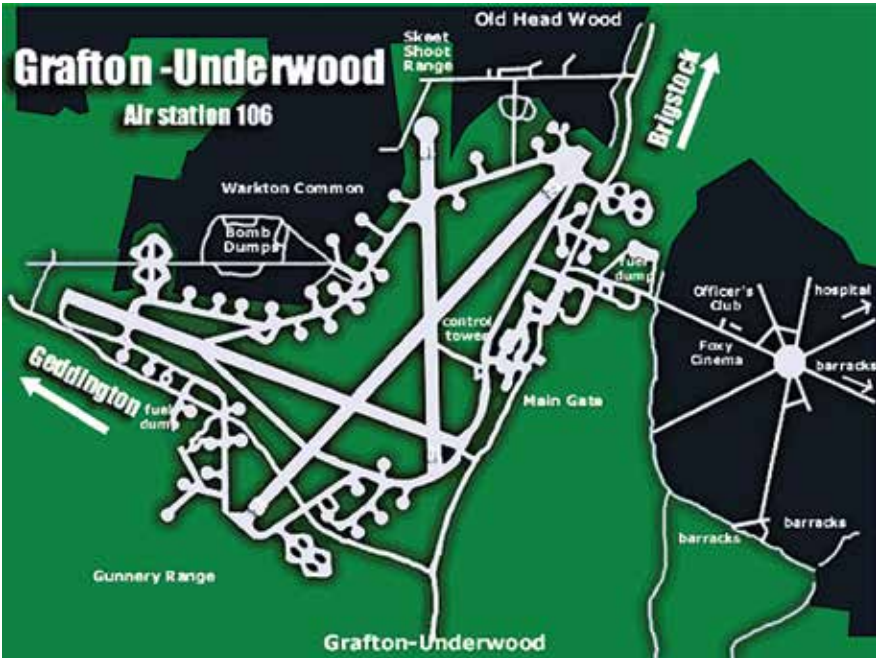 Old Head Wood
Skeet
Shoot
Range
Grafton -Underwood
Air station 106
Brigstock
Warkton Common
Bomb
Dumps
fuel
dump
Officer's
Club
hospital
control
tower
Foxy
Cinema
barracks
Geddington
Main Gate
fuel
dump
barracks
barracks
Gunnery Range
Grafton-Underwood